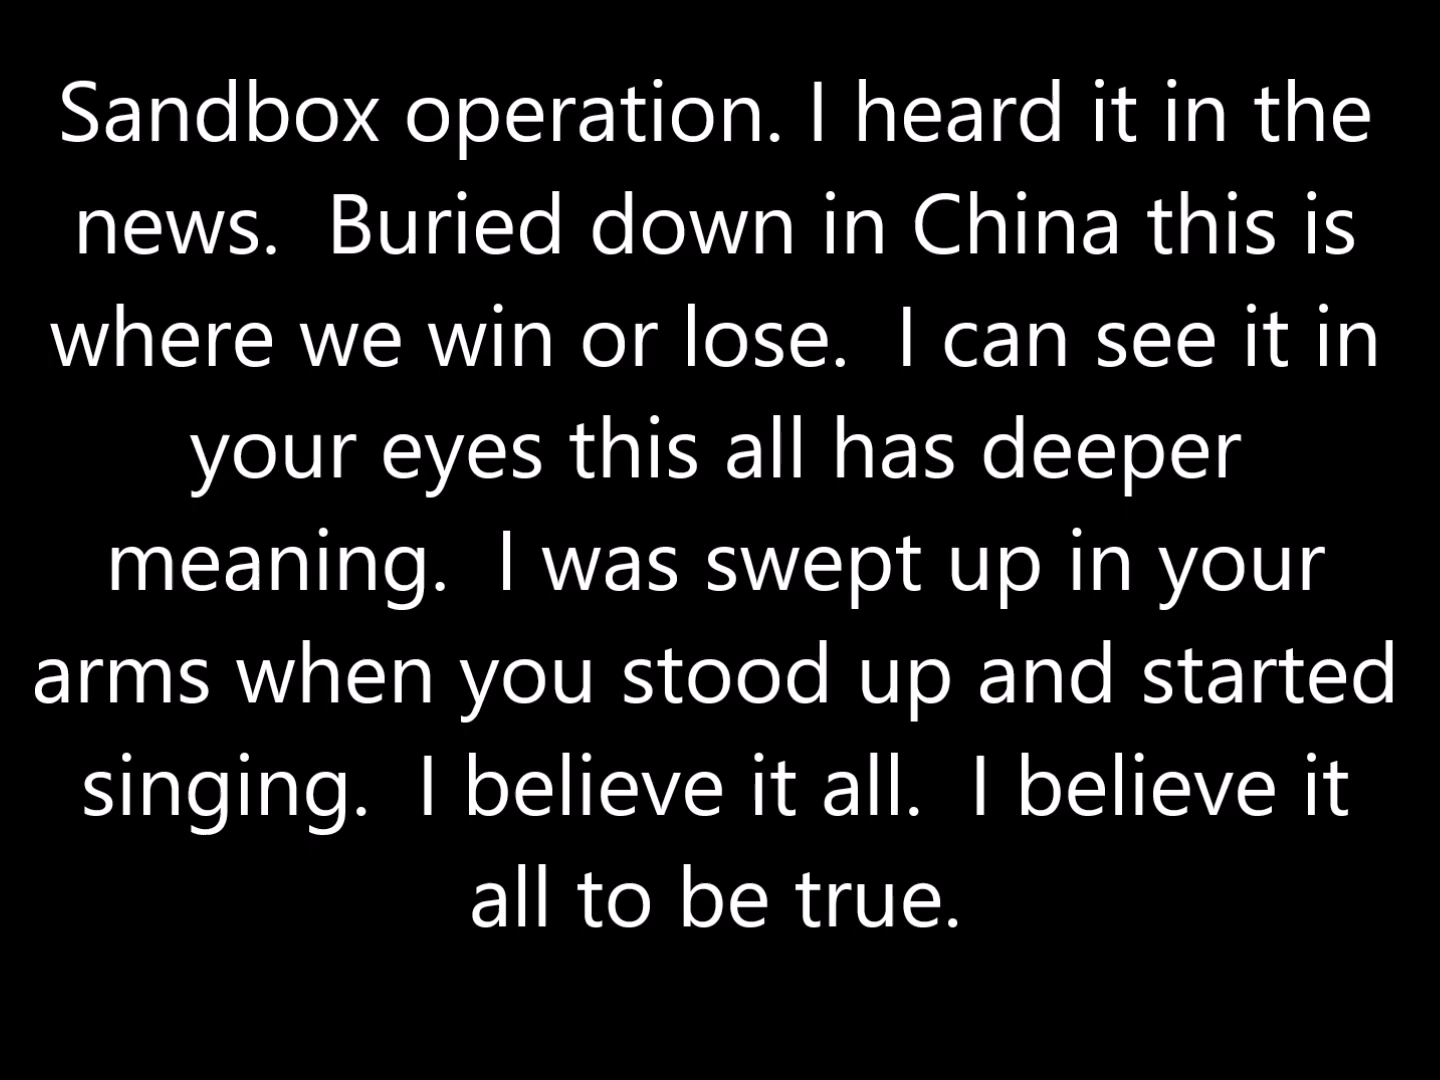 Sandbox operation. I heard it in the
news.  Buried down in China this is
where we win or lose.  I can see it in
your eyes this all has deeper
meaning.  I was swept up in your
arms when you stood up and started
singing.  I believe it all.  I believe it
all to be true.